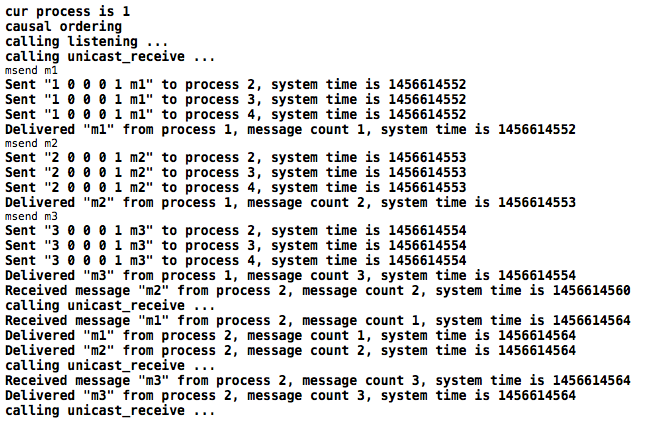 cur process is 1
causal ordering
calling listening ...
calling unicast_receive ...
msend m1
Sent "1 0 0 0 1 m1" to process 2, system time is 1456614552
Sent "1 0 0 0 1 m1" to process 3, system time is 1456614552
Sent "1 0 0 0 1 m1" to process 4, system time is 1456614552
Delivered "m1" from process 1, message count 1, system time is 1456614552
msend m2
Sent "2 0 0 0 1 m2" to process 2, system time is 1456614553
Sent "2 0 0 0 1 m2" to process 3, system time is 1456614553
Sent "2 0 0 0 1 m2" to process 4, system time is 1456614553
Delivered "m2" from process 1, message count 2, system time is 1456614553
msend m3
Sent "3 0 0 0 1 m3" to process 2, system time is 1456614554
Sent "3 0 0 0 1 m3" to process 3, system time is 1456614554
Sent "3 0 0 0 1 m3" to process 4, system time is 1456614554
Delivered "m3" from process 1, message count 3, system time is 1456614554
Received message "m2" from process 2, message count 2, system time is 1456614560
calling unicast_receive ...
Received message "m1" from process 2, message count 1, system time is 1456614564
Delivered "m1" from process 2, message count 1, system time is 1456614564
Delivered "m2" from process 2, message count 2, system time is 1456614564
calling unicast_receive ...
Received message "m3" from process 2, message count 3, system time is 1456614564
Delivered "m3" from process 2, message count 3, system time is 1456614564
calling unicast_receive ...